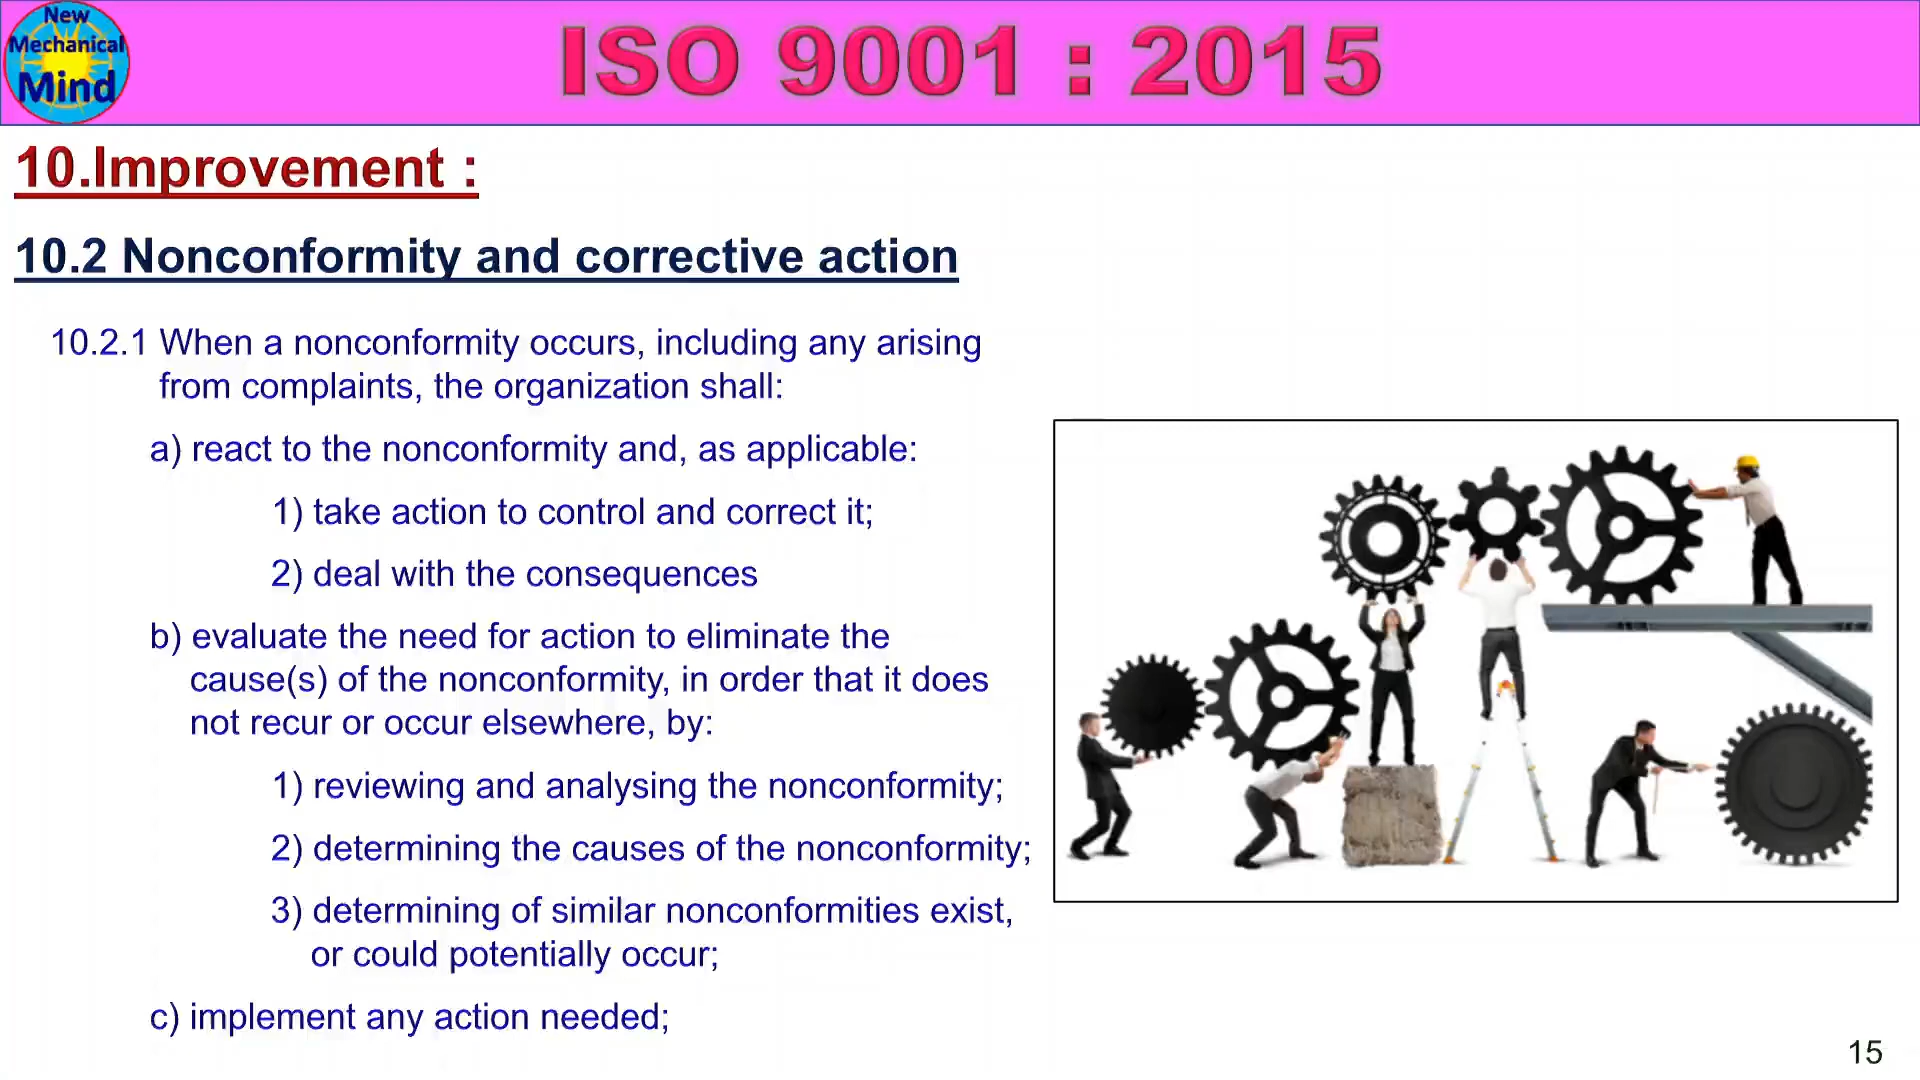 New
Mechanical
Mind
ISO 9001 : 2015
10.Improvement :
10.2 Nonconformity and corrective action
10.2.1 When a nonconformity occurs, including any arising
from complaints, the organization shall:
a) react to the nonconformity and, as applicable:
1) take action to control and correct it;
2) deal with the consequences
b) evaluate the need for action to eliminate the
cause(s) of the nonconformity, in order that it does
not recur or occur elsewhere, by:
1) reviewing and analysing the nonconformity;
2) determining the causes of the nonconformity;
3) determining of similar nonconformities exist,
or could potentially occur;
c) implement any action needed;
15